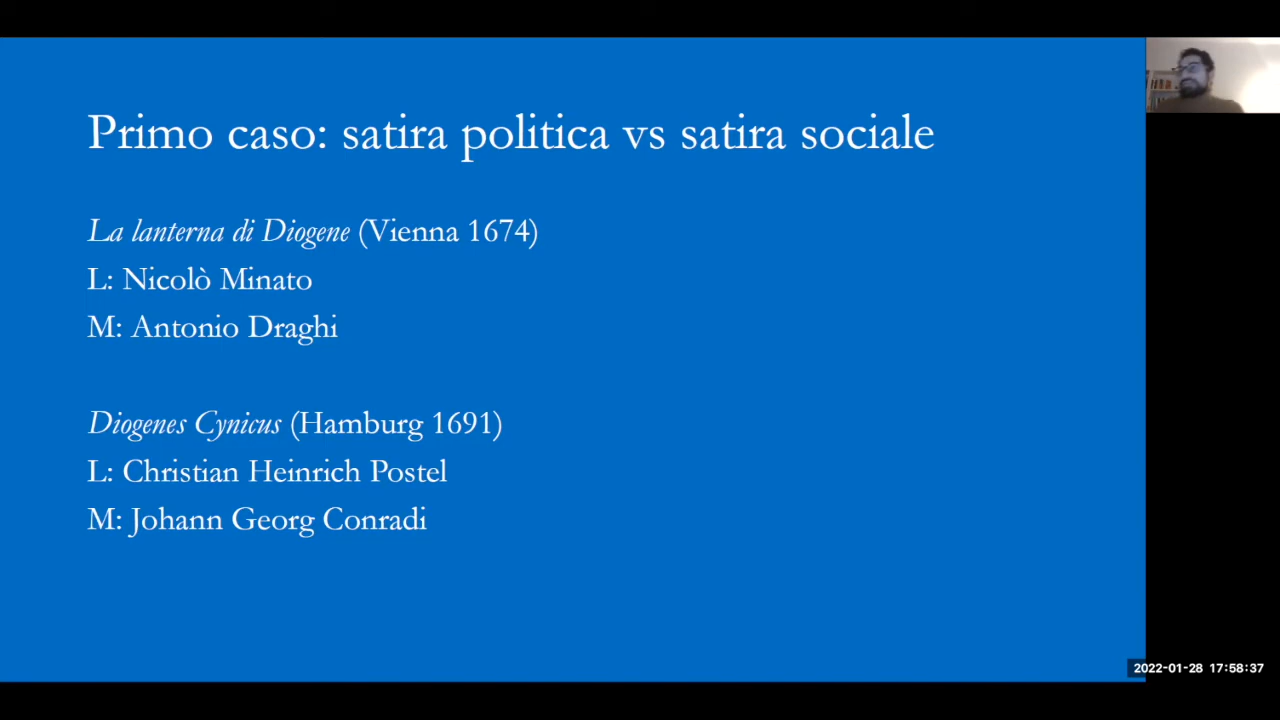 Primo caso: satira politica vs satira sociale
La lanterna di Diogene (Vienna 1674)
L: Nicolò Minato
M: Antonio Draghi
Diogenes Cynicus (Hamburg 1691)
L: Christian Heinrich Postel
M: Johann Georg Conradi
2022-01-28 17:58:37